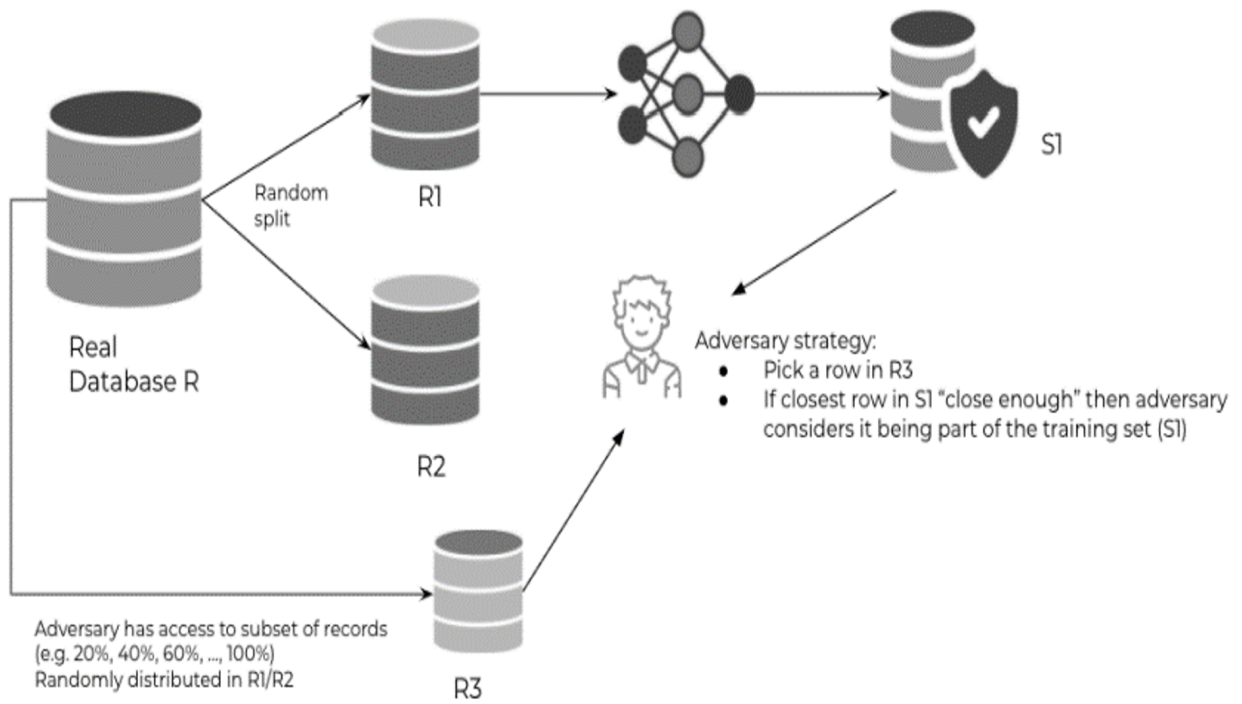 R1
S1
Random
split
Real
Database R
R2
Adversary strategy:
● Pick a row in R3
● If closest row in S1 “close enough” then adversary
considers it being part of the training set (S1)
Adversary has access to subset of records
(e.g. 20%, 40%, 60%, ..., 100%)
Randomly distributed in R1/R2
R3